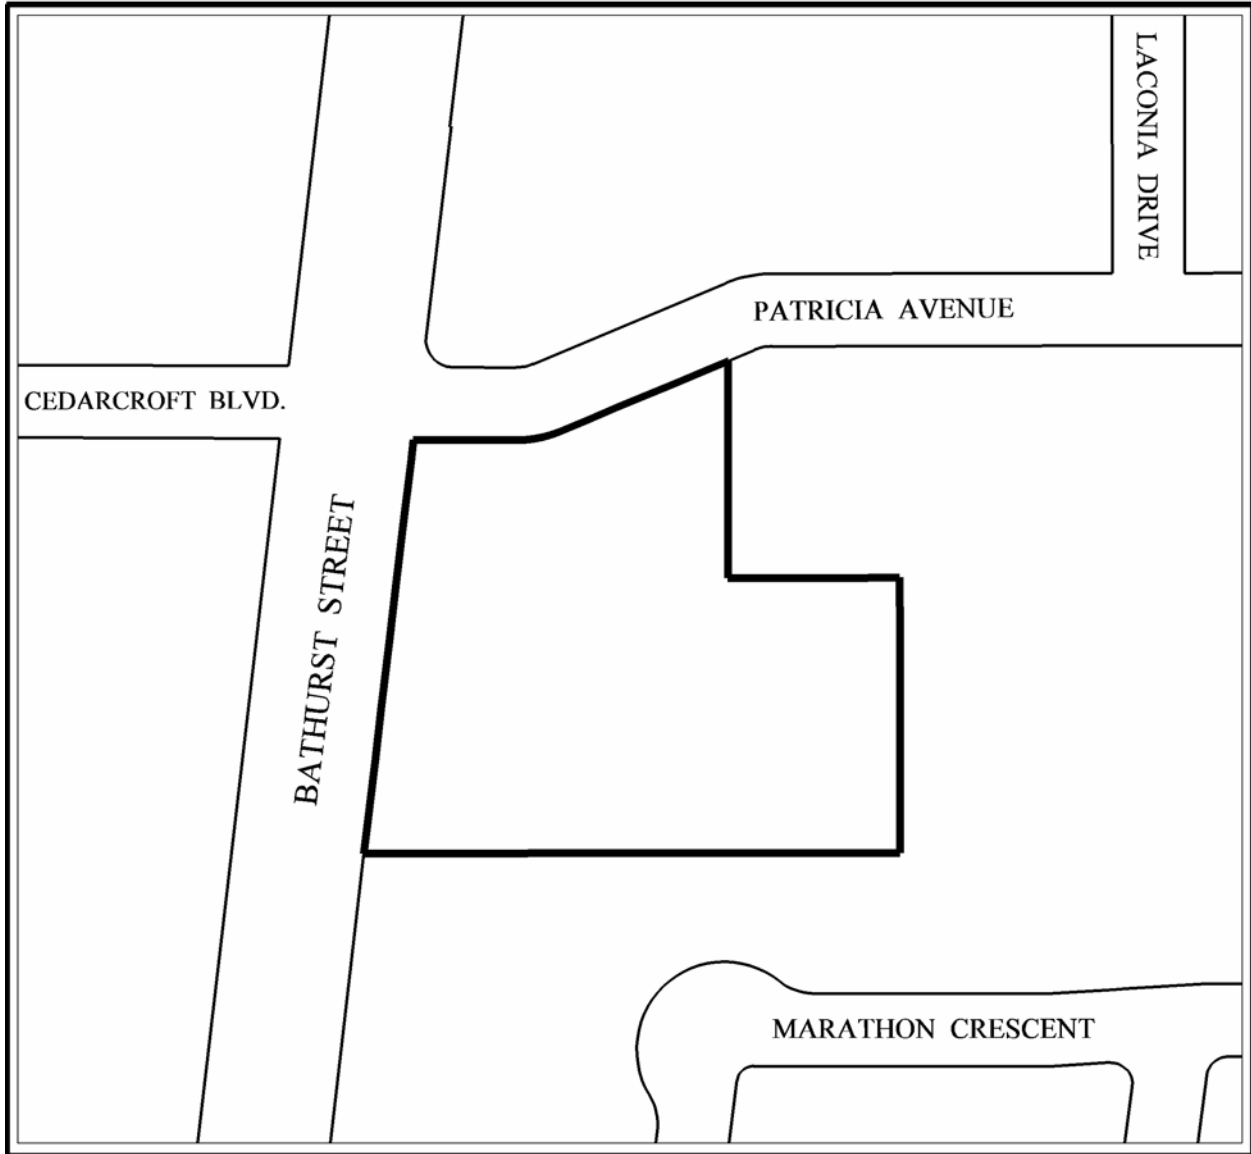 LACONIA DRIVE
PATRICIA AVENUE
CEDARCROFT BLVD.
BATHURST STREET
MARATHON CRESCENT